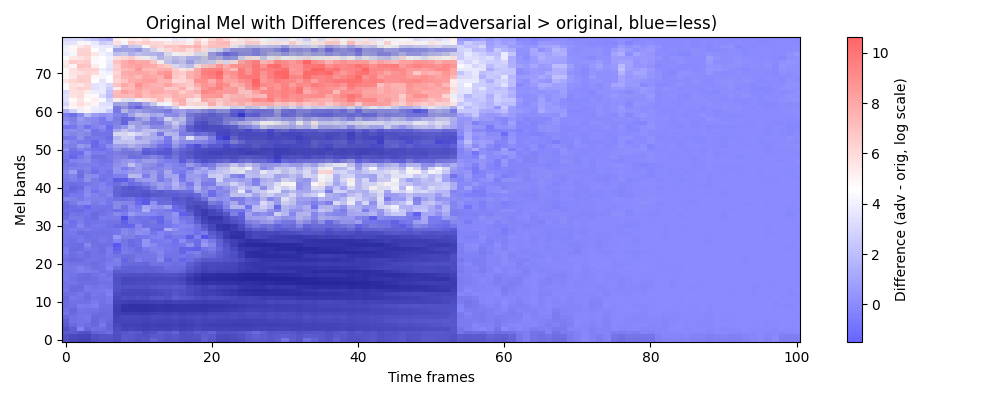 Original Mel with Differences (red=adversarial > original, blue=less)
Mel bands
70
60
50
40
30
20
10
0
0 20 40 60 80 100
Time frames
10
8
6
4
2
0
Difference (adv - orig, log scale)